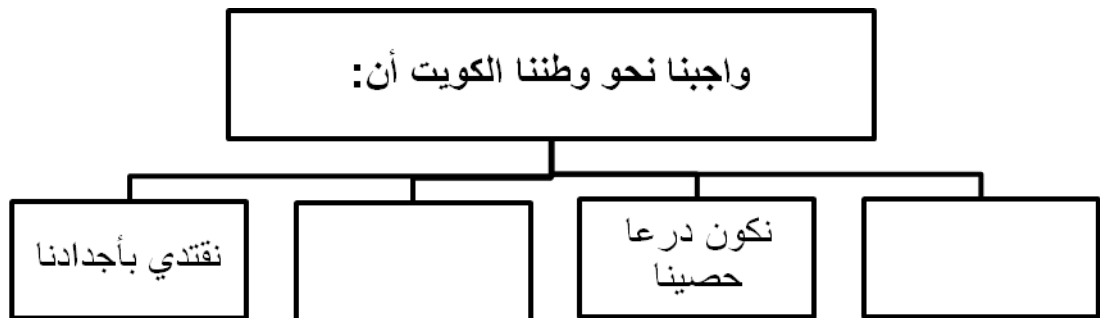 واجبنا نحو وطننا الكويت أن:
نكون درعا
حصينا
نقتدي بأجدادنا